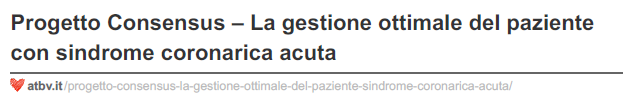 Progetto Consensus – La gestione ottimale del paziente
con sindrome coronarica acuta
atbv.it/progetto-consensus-la-gestione-ottimale-del-paziente-sindrome-coronarica-acuta/